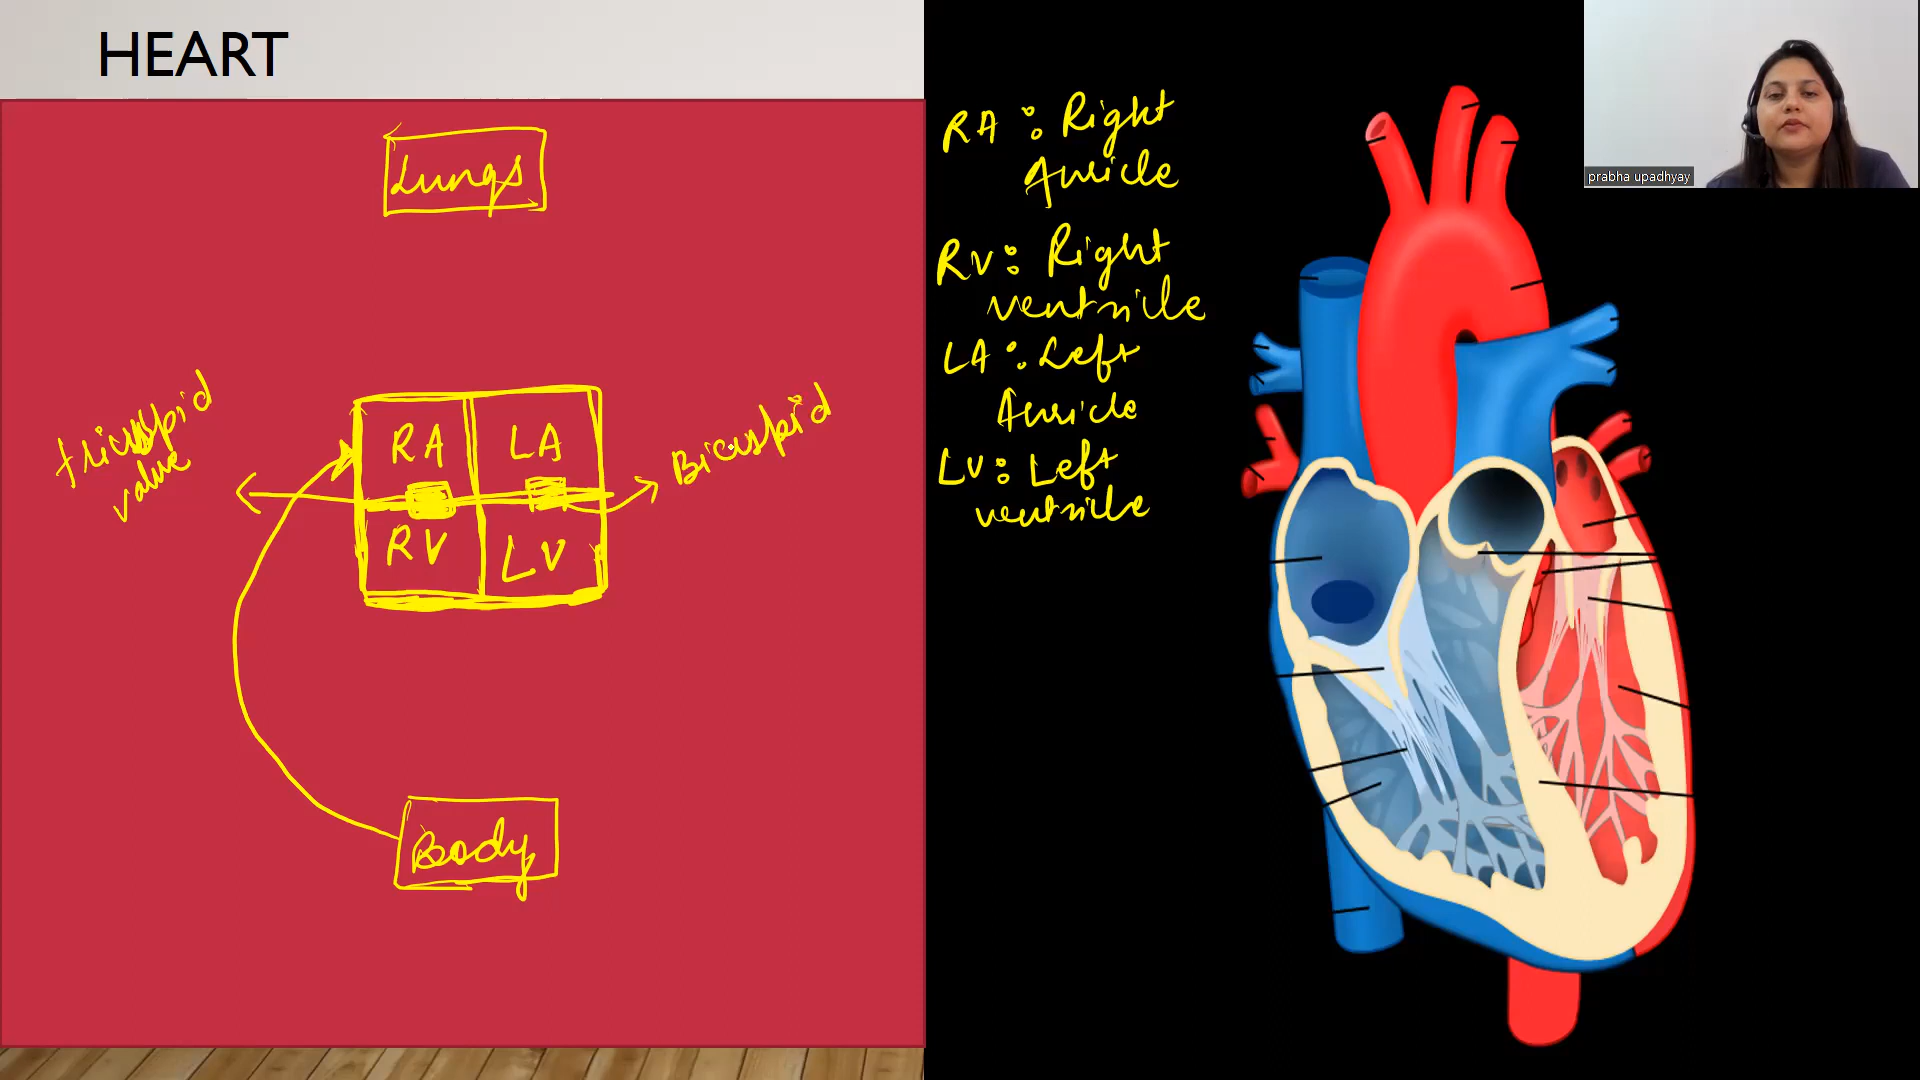 HEART
Lungs
RA LA
RV LV
tricuspid
valve
Bicuspid
Body
RA : Right
Auricle
RV : Right
ventricle
LA : Left
Auricle
LV : Left
ventricle
prabha upadhyay